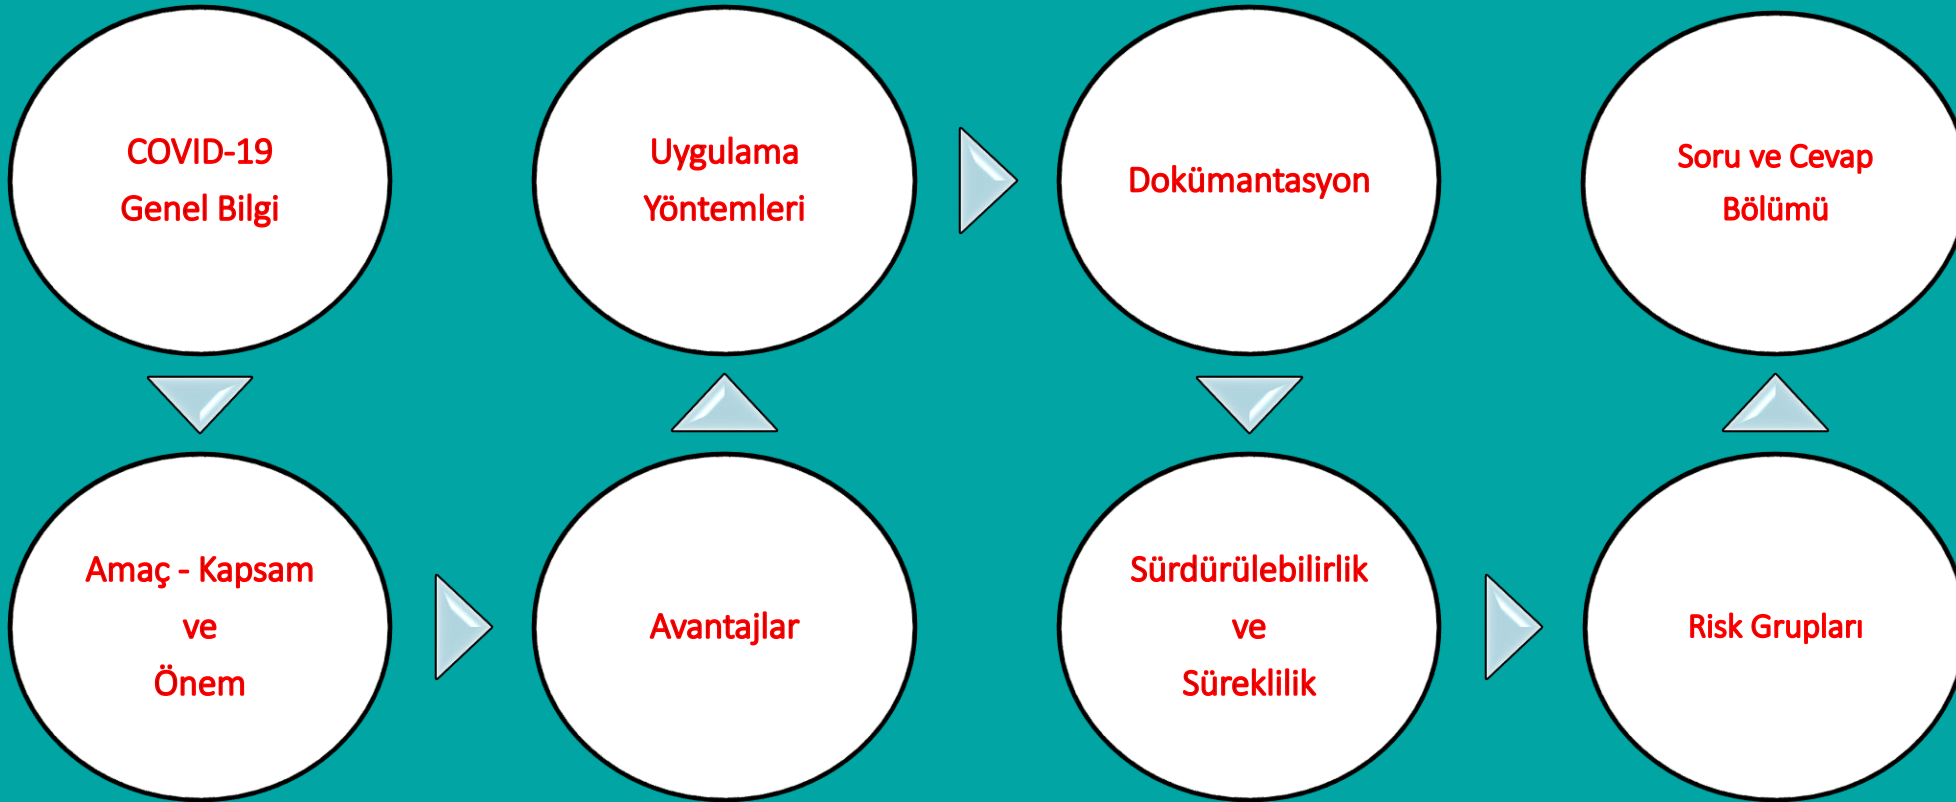 COVID-19
Genel Bilgi
Amaç - Kapsam
ve
Önem
Avantajlar
Uygulama
Yöntemleri
Dokümantasyon
Sürdürülebilirlik
ve
Süreklilik
Risk Grupları
Soru ve Cevap
Bölümü